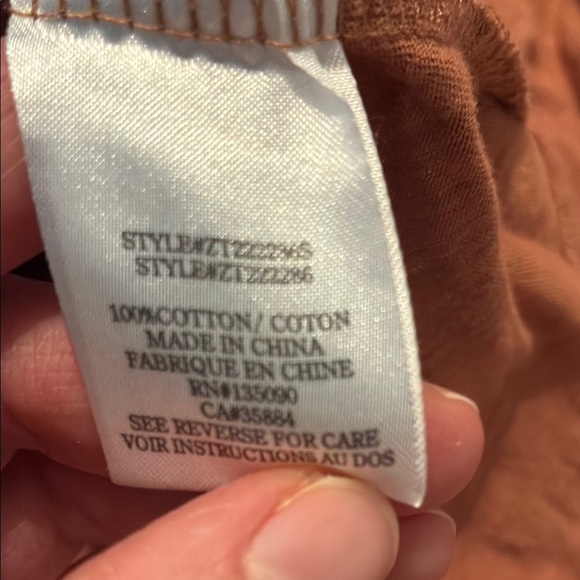 STYLE#ZT222286S
STYLE#ZT222286
100%COTTON/ COTON
MADE IN CHINA
FABRIQUE EN CHINE
RN#135090
CA#35884
SEE REVERSE FOR CARE
VOIR INSTRUCTIONS AU DOS